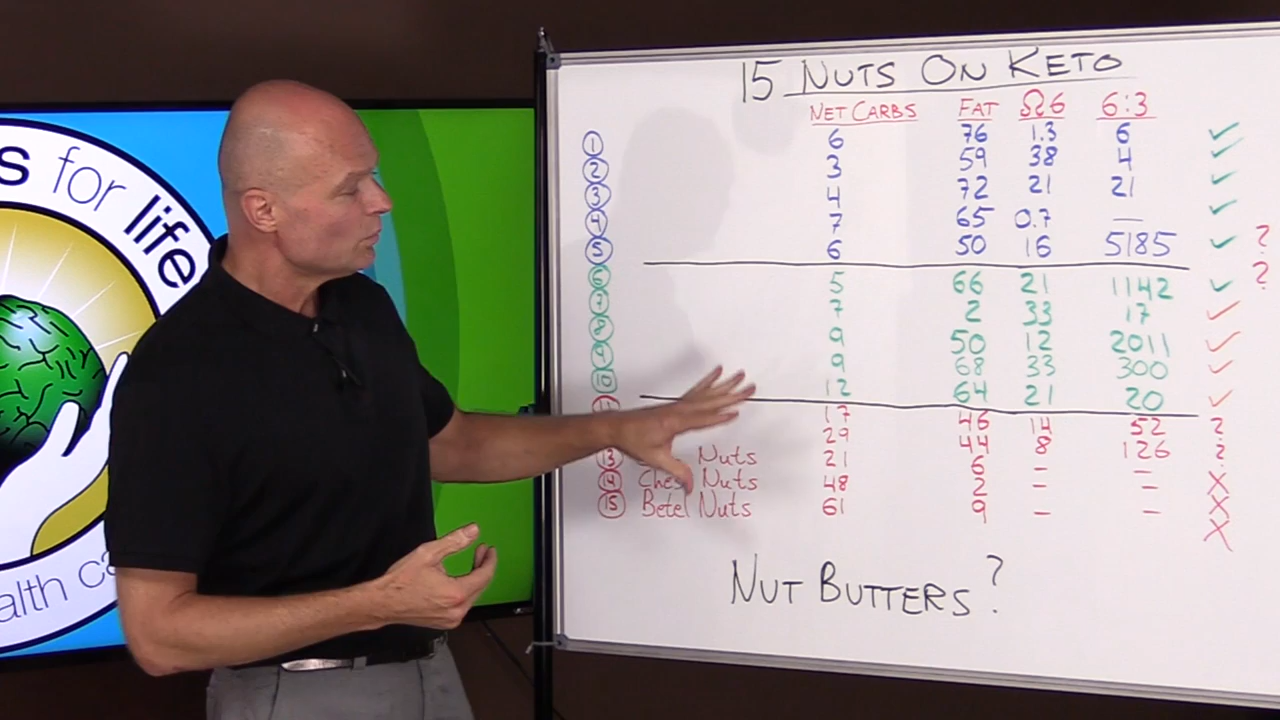 s for life
alth ca
15 NUTS ON KETO
NET CARBS FAT Ω6 6:3
① 6 76 1.3 6 ✓
② 3 59 38 4 ✓
③ 4 72 21 21 ✓
④ 7 65 0.7 — ✓
⑤ 6 50 16 5185 ✓ ?
⑥ 5 66 21 1142 ✓ ?
⑦ 7 2 33 17 ✓
⑧ 9 50 12 2011 ✓
⑨ 9 68 33 300 ✓
⑩ 12 64 21 20 ✓
17 46 14 52 ?
29 44 8 126 ?
⑬ Nuts 21 6 – – X
⑭ Nuts 48 2 – – X
⑮ Betel Nuts 61 9 – – X
NUT BUTTERS?